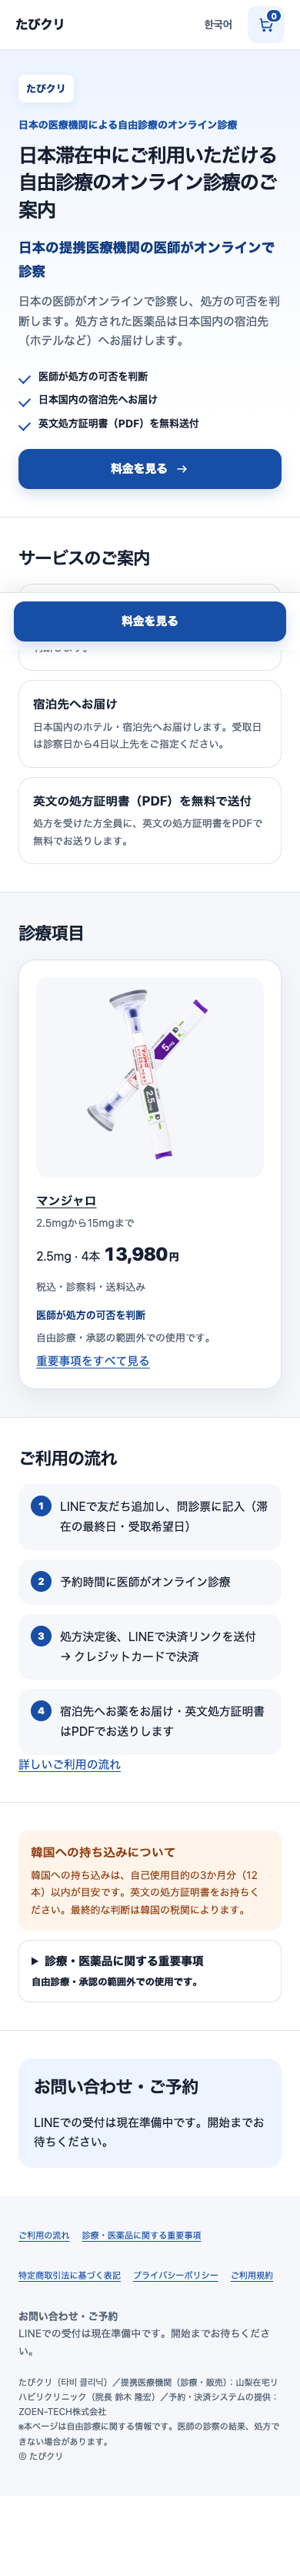 たびクリ
한국어
0
たびクリ
日本の医療機関による自由診療のオンライン診療
日本滞在中にご利用いただける
自由診療のオンライン診療のご
案内
日本の提携医療機関の医師がオンラインで
診察
日本の医師がオンラインで診察し、処方の可否を判
断します。処方された医薬品は日本国内の宿泊先
（ホテルなど）へお届けします。
医師が処方の可否を判断
日本国内の宿泊先へお届け
英文処方証明書（PDF）を無料送付
料金を見る →
サービスのご案内
料金を見る
宿泊先へお届け
日本国内のホテル・宿泊先へお届けします。受取日
は診察日から4日以上先をご指定ください。
英文の処方証明書（PDF）を無料で送付
処方を受けた方全員に、英文の処方証明書をPDFで
無料でお送りします。
診療項目
5mg
2.5mg
マンジャロ
2.5mgから15mgまで
2.5mg · 4本 13,980円
税込・診察料・送料込み
医師が処方の可否を判断
自由診療・承認の範囲外での使用です。
重要事項をすべて見る
ご利用の流れ
1 LINEで友だち追加し、問診票に記入（滞
在の最終日・受取希望日）
2 予約時間に医師がオンライン診療
3 処方決定後、LINEで決済リンクを送付
→ クレジットカードで決済
4 宿泊先へお薬をお届け・英文処方証明書
はPDFでお送りします
詳しいご利用の流れ
韓国への持ち込みについて
韓国への持ち込みは、自己使用目的の3か月分（12
本）以内が目安です。英文の処方証明書をお持ちく
ださい。最終的な判断は韓国の税関によります。
▶ 診療・医薬品に関する重要事項
自由診療・承認の範囲外での使用です。
お問い合わせ・ご予約
LINEでの受付は現在準備中です。開始までお
待ちください。
ご利用の流れ 診療・医薬品に関する重要事項
特定商取引法に基づく表記 プライバシーポリシー ご利用規約
お問い合わせ・ご予約
LINEでの受付は現在準備中です。開始までお待ちくださ
い。
たびクリ（타비 클리닉）／提携医療機関（診療・販売）：山梨在宅リ
ハビリクリニック（院長 鈴木 隆宏）／予約・決済システムの提供：
ZOEN-TECH株式会社
※本ページは自由診療に関する情報です。医師の診察の結果、処方で
きない場合があります。
© たびクリ